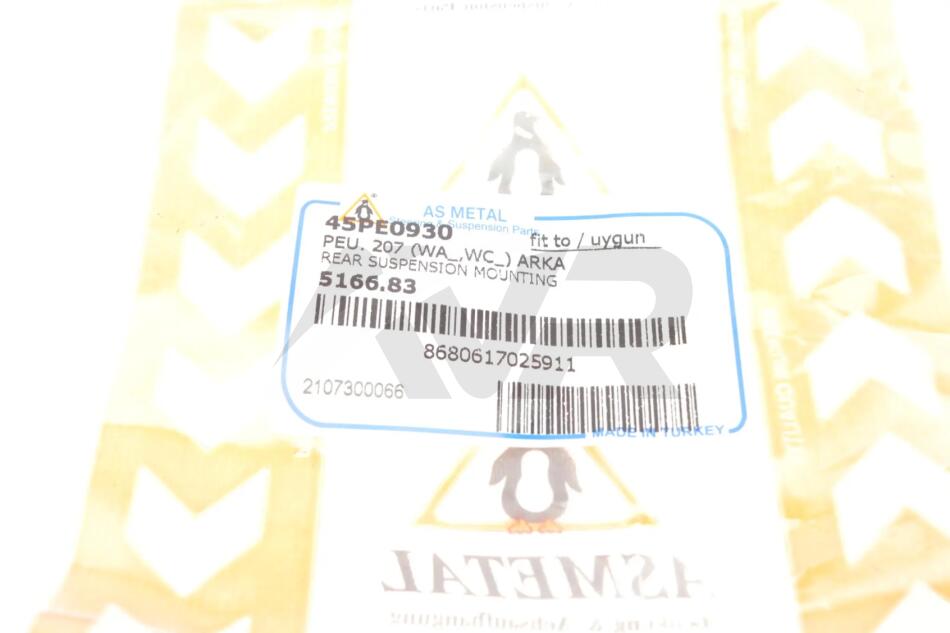 AS METAL
Steering & Suspension Parts
45PE0930
fit to / uygun
PEU. 207 (WA_,WC_) ARKA
REAR SUSPENSION MOUNTING
5166.83
8680617025911
2107300066
MADE IN TURKEY
ASMETAL
& Achsaufhangung